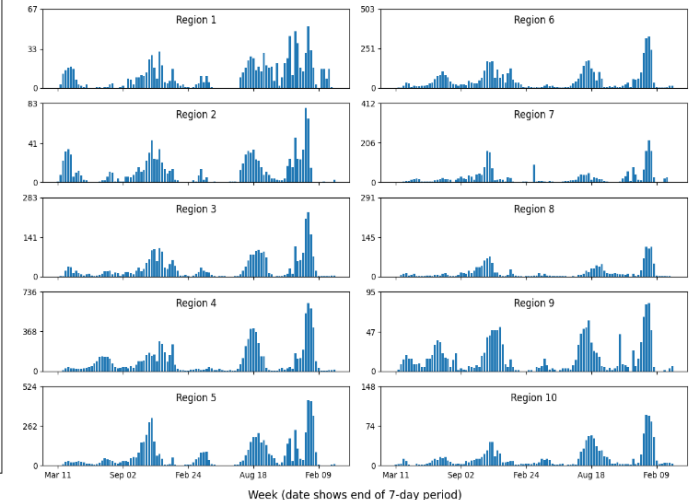 67 Region 1 503 Region 6
33 251
0 0
83 Region 2 412 Region 7
41 206
0 0
283 Region 3 291 Region 8
141 145
0 0
736 Region 4 95 Region 9
368 47
0 0
524 Region 5 148 Region 10
262 74
0 0
Mar 11 Sep 02 Feb 24 Aug 18 Feb 09 Mar 11 Sep 02 Feb 24 Aug 18 Feb 09
Week (date shows end of 7-day period)